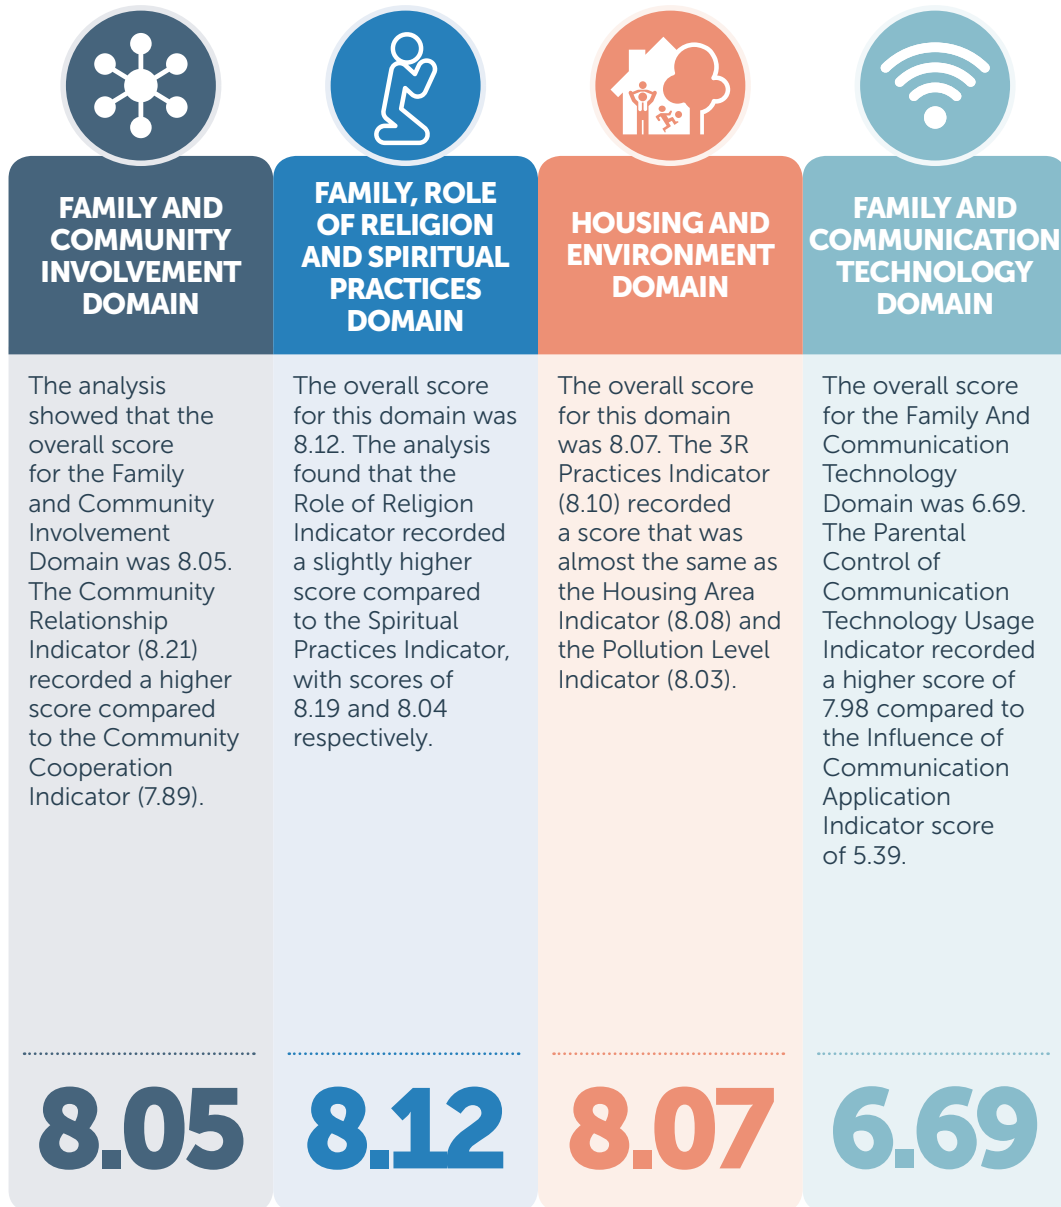 FAMILY AND
COMMUNITY
INVOLVEMENT
DOMAIN
The analysis
showed that the
overall score
for the Family
and Community
Involvement
Domain was 8.05.
The Community
Relationship
Indicator (8.21)
recorded a higher
score compared
to the Community
Cooperation
Indicator (7.89).
8.05
FAMILY, ROLE
OF RELIGION
AND SPIRITUAL
PRACTICES
DOMAIN
The overall score
for this domain was
8.12. The analysis
found that the
Role of Religion
Indicator recorded
a slightly higher
score compared
to the Spiritual
Practices Indicator,
with scores of
8.19 and 8.04
respectively.
8.12
HOUSING AND
ENVIRONMENT
DOMAIN
The overall score
for this domain
was 8.07. The 3R
Practices Indicator
(8.10) recorded
a score that was
almost the same as
the Housing Area
Indicator (8.08) and
the Pollution Level
Indicator (8.03).
8.07
FAMILY AND
COMMUNICATION
TECHNOLOGY
DOMAIN
The overall score
for the Family And
Communication
Technology
Domain was 6.69.
The Parental
Control of
Communication
Technology Usage
Indicator recorded
a higher score of
7.98 compared to
the Influence of
Communication
Application
Indicator score
of 5.39.
6.69